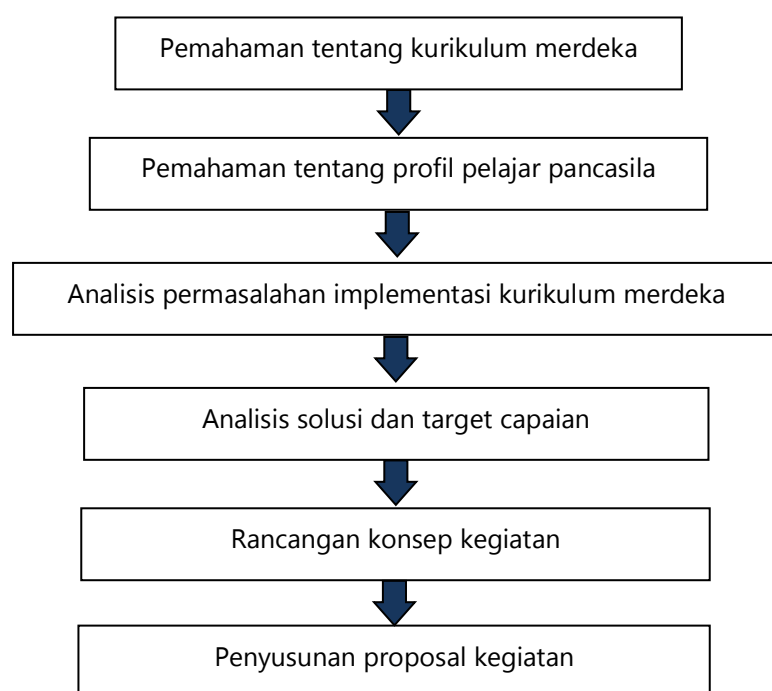 Pemahaman tentang kurikulum merdeka
Pemahaman tentang profil pelajar pancasila
Analisis permasalahan implementasi kurikulum merdeka
Analisis solusi dan target capaian
Rancangan konsep kegiatan
Penyusunan proposal kegiatan